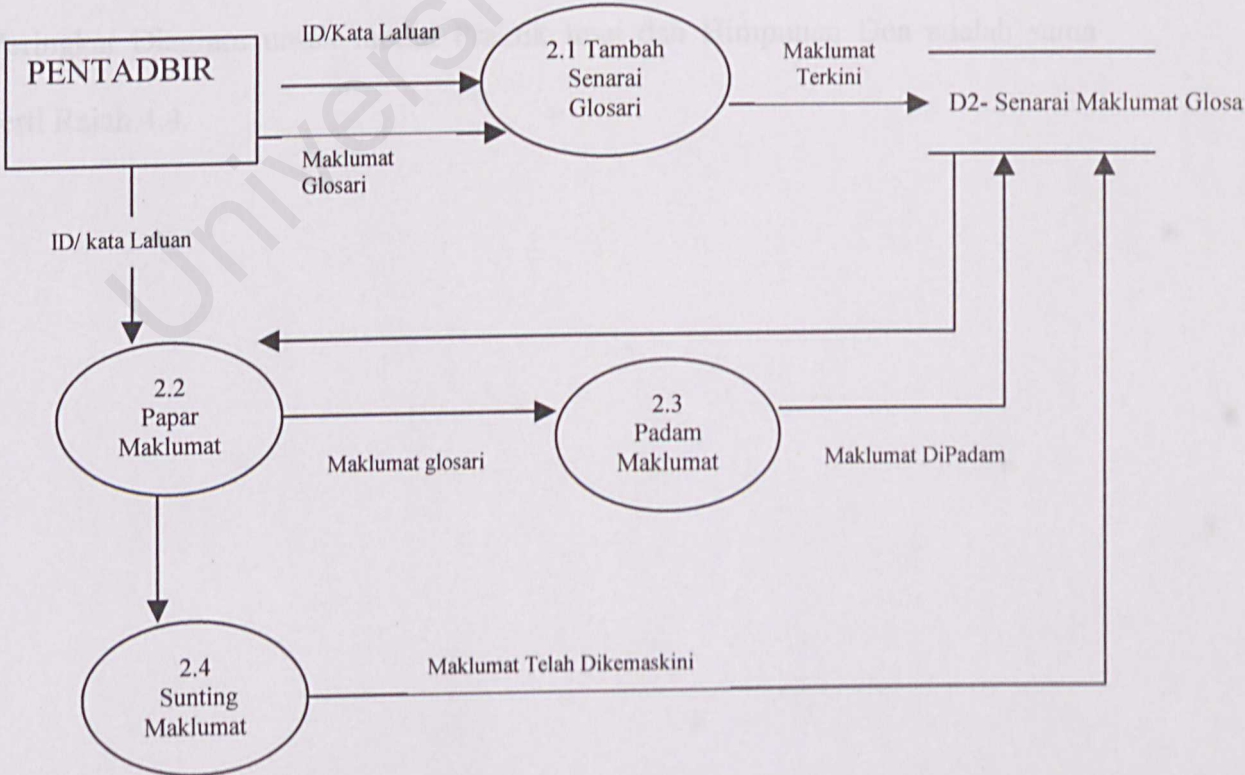 ID/Kata Laluan
PENTADBIR
2.1 Tambah
Senarai
Glosari
Maklumat
Terkini
D2- Senarai Maklumat Glosa
Maklumat
Glosari
ID/ kata Laluan
2.2
Papar
Maklumat
Maklumat glosari
2.3
Padam
Maklumat
Maklumat DiPadam
2.4
Sunting
Maklumat
Maklumat Telah Dikemaskini
Universi